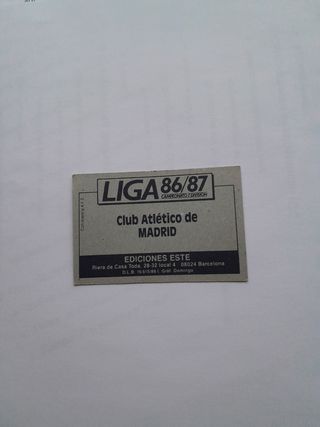 LIGA 86/87
CAMPEONATO 1ª DIVISION
Club Atlético de
MADRID
EDICIONES ESTE
Riera de Casa Toda, 28-32 local 4 08024 Barcelona